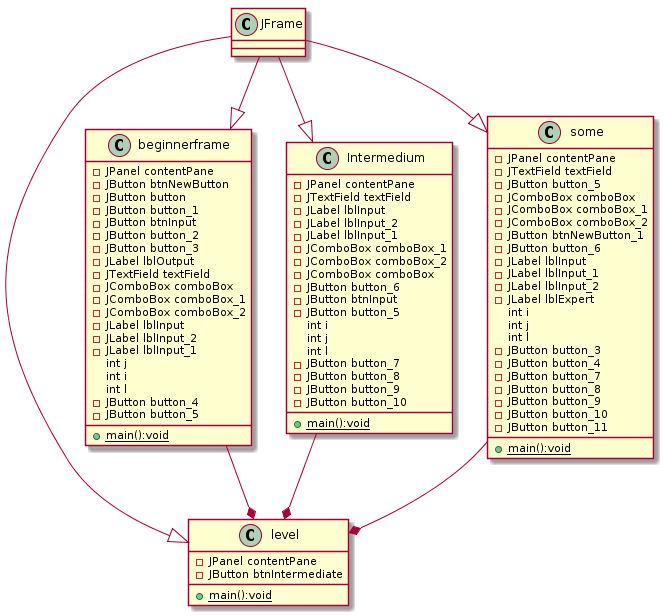 C JFrame
C beginnerframe
JPanel contentPane
JButton btnNewButton
JButton button
JButton button_1
JButton btnInput
JButton button_2
JButton button_3
JLabel lblOutput
JTextField textField
JComboBox comboBox
JComboBox comboBox_1
JComboBox comboBox_2
JLabel lblInput
JLabel lblInput_2
JLabel lblInput_1
int j
int i
int l
JButton button_4
JButton button_5
main():void
C Intermedium
JPanel contentPane
JTextField textField
JLabel lblInput
JLabel lblInput_2
JLabel lblInput_1
JComboBox comboBox_1
JComboBox comboBox_2
JComboBox comboBox
JButton button_6
JButton btnInput
JButton button_5
int i
int j
int l
JButton button_7
JButton button_8
JButton button_9
JButton button_10
main():void
C some
JPanel contentPane
JTextField textField
JButton button_5
JComboBox comboBox
JComboBox comboBox_1
JComboBox comboBox_2
JButton btnNewButton_1
JButton button_6
JLabel lblInput
JLabel lblInput_1
JLabel lblInput_2
JLabel lblExpert
int i
int j
int l
JButton button_3
JButton button_4
JButton button_7
JButton button_8
JButton button_9
JButton button_10
JButton button_11
main():void
C level
JPanel contentPane
JButton btnIntermediate
main():void